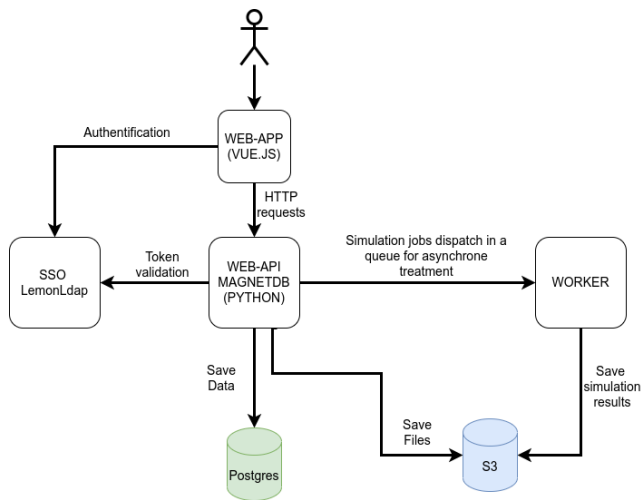 Authentification
WEB-APP
(VUE.JS)
HTTP
requests
SSO
LemonLdap
Token
validation
WEB-API
MAGNETDB
(PYTHON)
Simulation jobs dispatch in a
queue for asynchrone
treatment
WORKER
Save
Data
Save
Files
Save
simulation
results
Postgres
S3